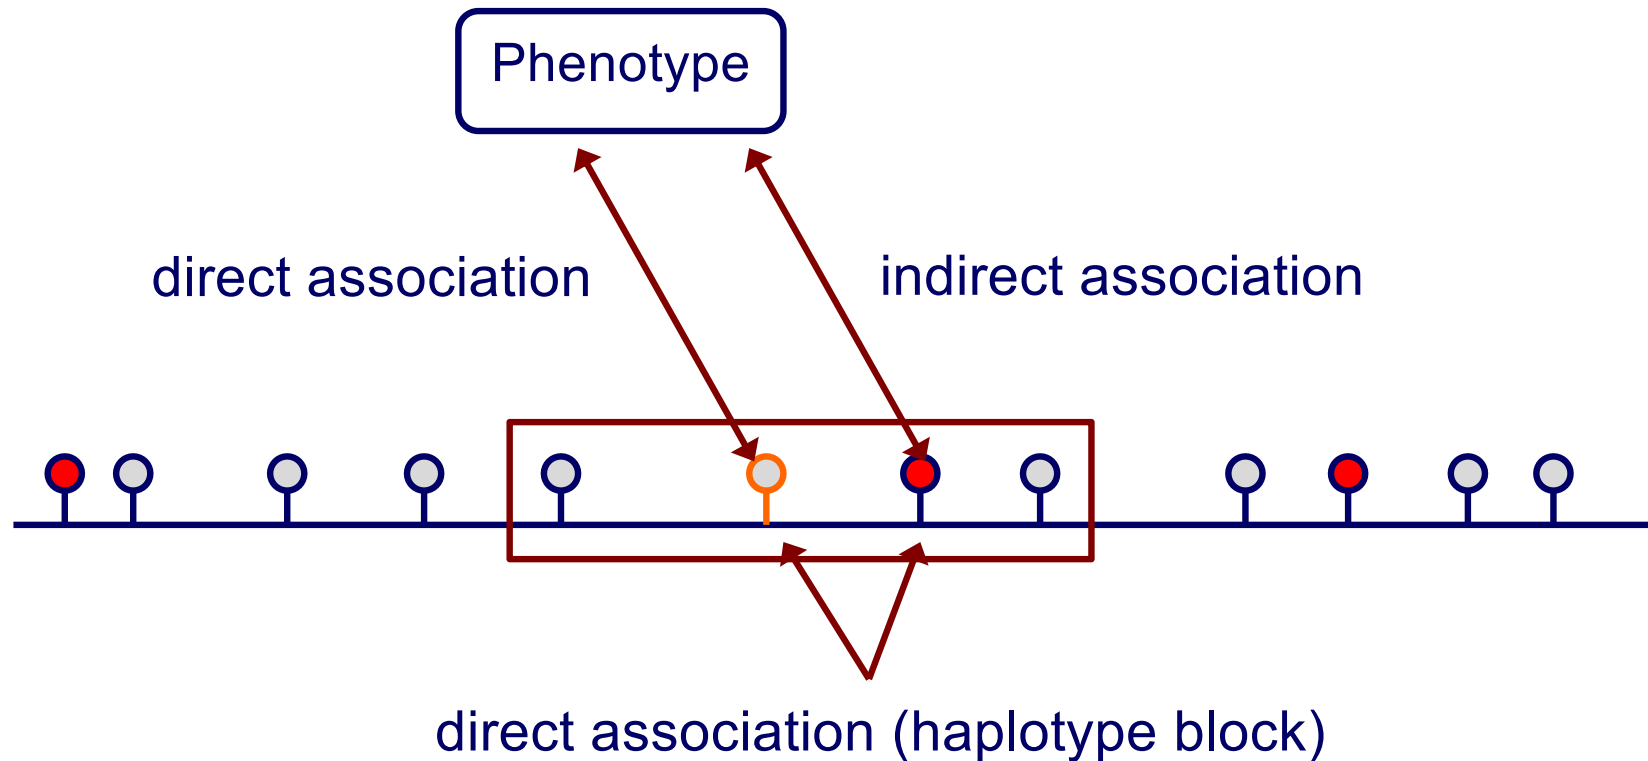 Phenotype
direct association
indirect association
direct association (haplotype block)